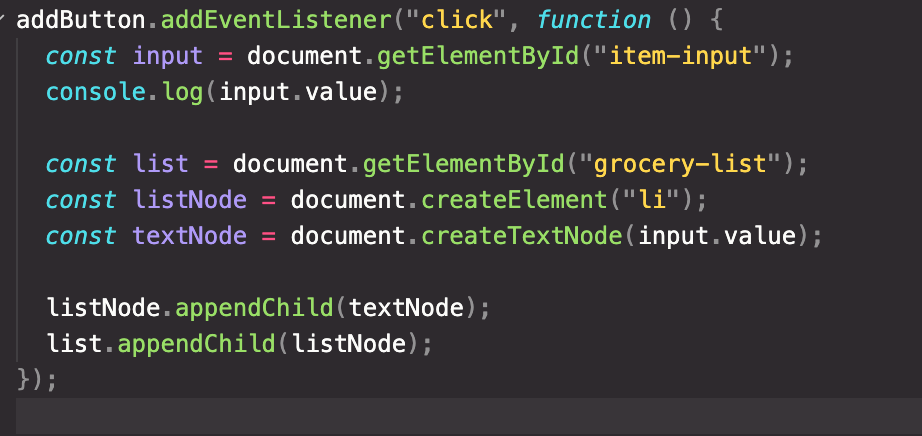 addButton.addEventListener("click", function () {
const input = document.getElementById("item-input");
console.log(input.value);
const list = document.getElementById("grocery-list");
const listNode = document.createElement("li");
const textNode = document.createTextNode(input.value);
listNode.appendChild(textNode);
list.appendChild(listNode);
});